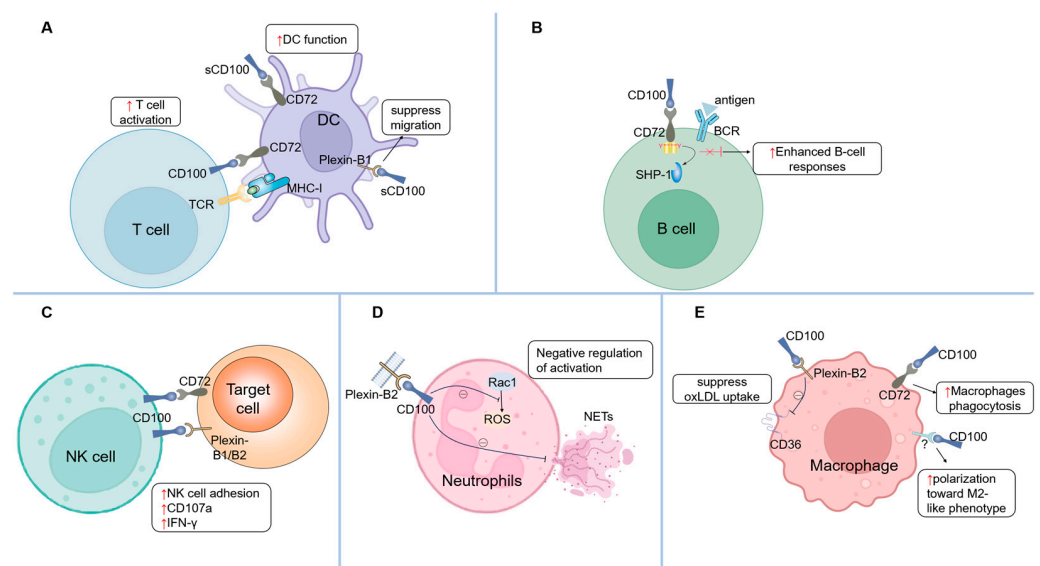 A
↑DC function
sCD100
CD72
DC
suppress
migration
↑ T cell
activation
CD72
Plexin-B1
CD100
sCD100
MHC-I
TCR
T cell
B
CD100
antigen
CD72
BCR
↑Enhanced B-cell
responses
SHP-1
B cell
C
CD72
Target
cell
CD100
Plexin-
B1/B2
NK cell
↑NK cell adhesion
↑CD107a
↑IFN-γ
D
Negative regulation
of activation
Plexin-B2
Rac1
CD100
ROS
NETs
Neutrophils
E
CD100
Plexin-B2
CD100
suppress
oxLDL uptake
CD72
↑Macrophages
phagocytosis
CD36
CD100
?
Macrophage
↑polarization
toward M2-
like phenotype